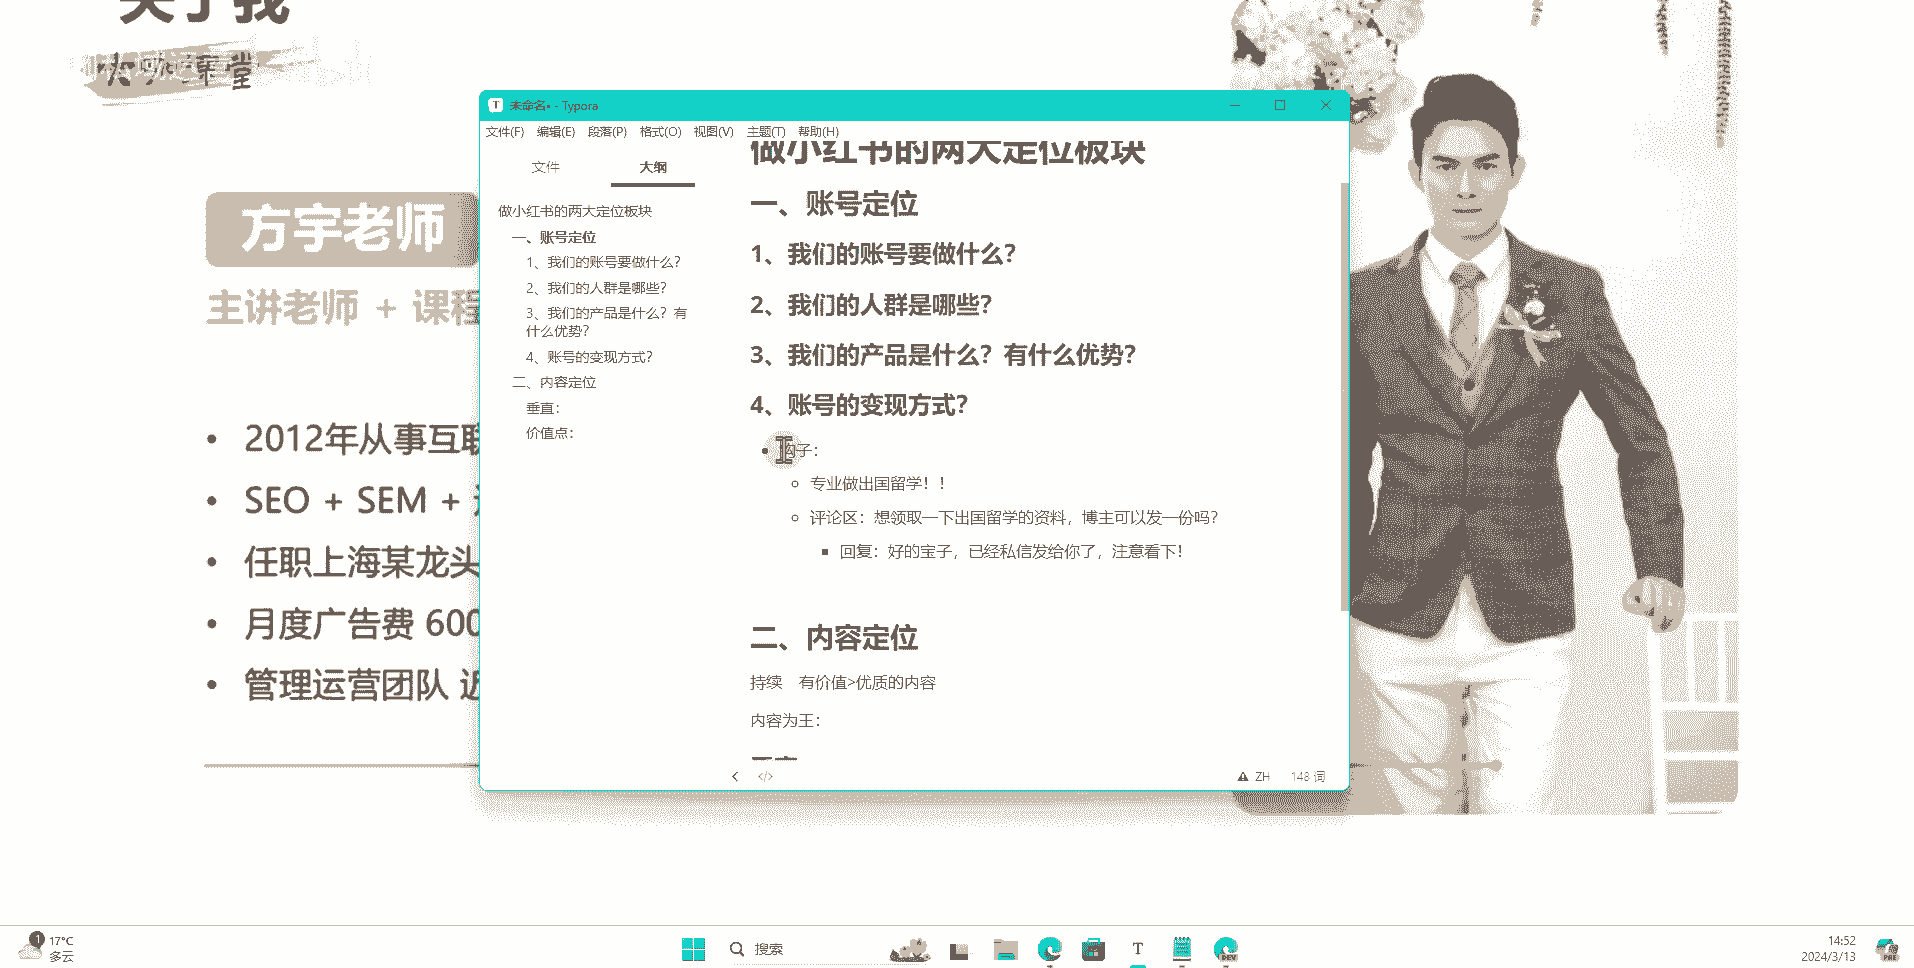 关于我
大 课堂
方宇老师
主讲老师 + 课程
2012年从事互联
SEO + SEM +
任职上海某龙头
月度广告费 600
管理运营团队 近
未命名• - Typora
文件(F) 编辑(E) 段落(P) 格式(O) 视图(V) 主题(T) 帮助(H)
文件 大纲
做小红书的两大定位板块
一、账号定位
1、我们的账号要做什么?
2、我们的人群是哪些?
3、我们的产品是什么？有
什么优势?
4、账号的变现方式?
二、内容定位
垂直:
价值点:
做小红书的两大定位板块
一、账号定位
1、我们的账号要做什么?
2、我们的人群是哪些?
3、我们的产品是什么？有什么优势?
4、账号的变现方式?
钩子:
专业做出国留学！！
评论区：想领取一下出国留学的资料，博主可以发一份吗?
回复：好的宝子，已经私信发给你了，注意看下!
二、内容定位
持续 有价值>优质的内容
内容为王:
</> ZH 148 词
1 17°C
多云
搜索
T
DEV
14:52
2024/3/13
PRE